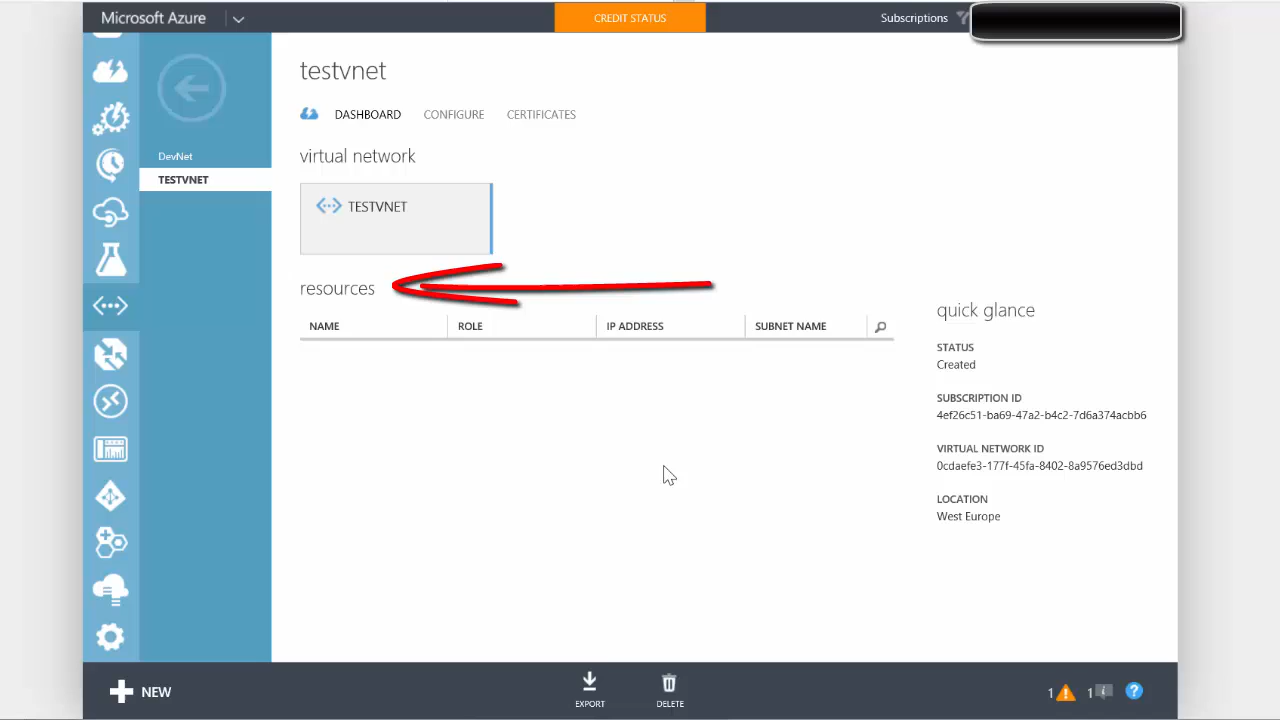 Microsoft Azure
CREDIT STATUS
Subscriptions
DevNet
TESTVNET
testvnet
DASHBOARD CONFIGURE CERTIFICATES
virtual network
TESTVNET
resources
NAME ROLE IP ADDRESS SUBNET NAME
quick glance
STATUS
Created
SUBSCRIPTION ID
4ef26c51-ba69-47a2-b4c2-7d6a374acbb6
VIRTUAL NETWORK ID
0cdaefe3-177f-45fa-8402-8a9576ed3dbd
LOCATION
West Europe
NEW
EXPORT
DELETE
1
1
?